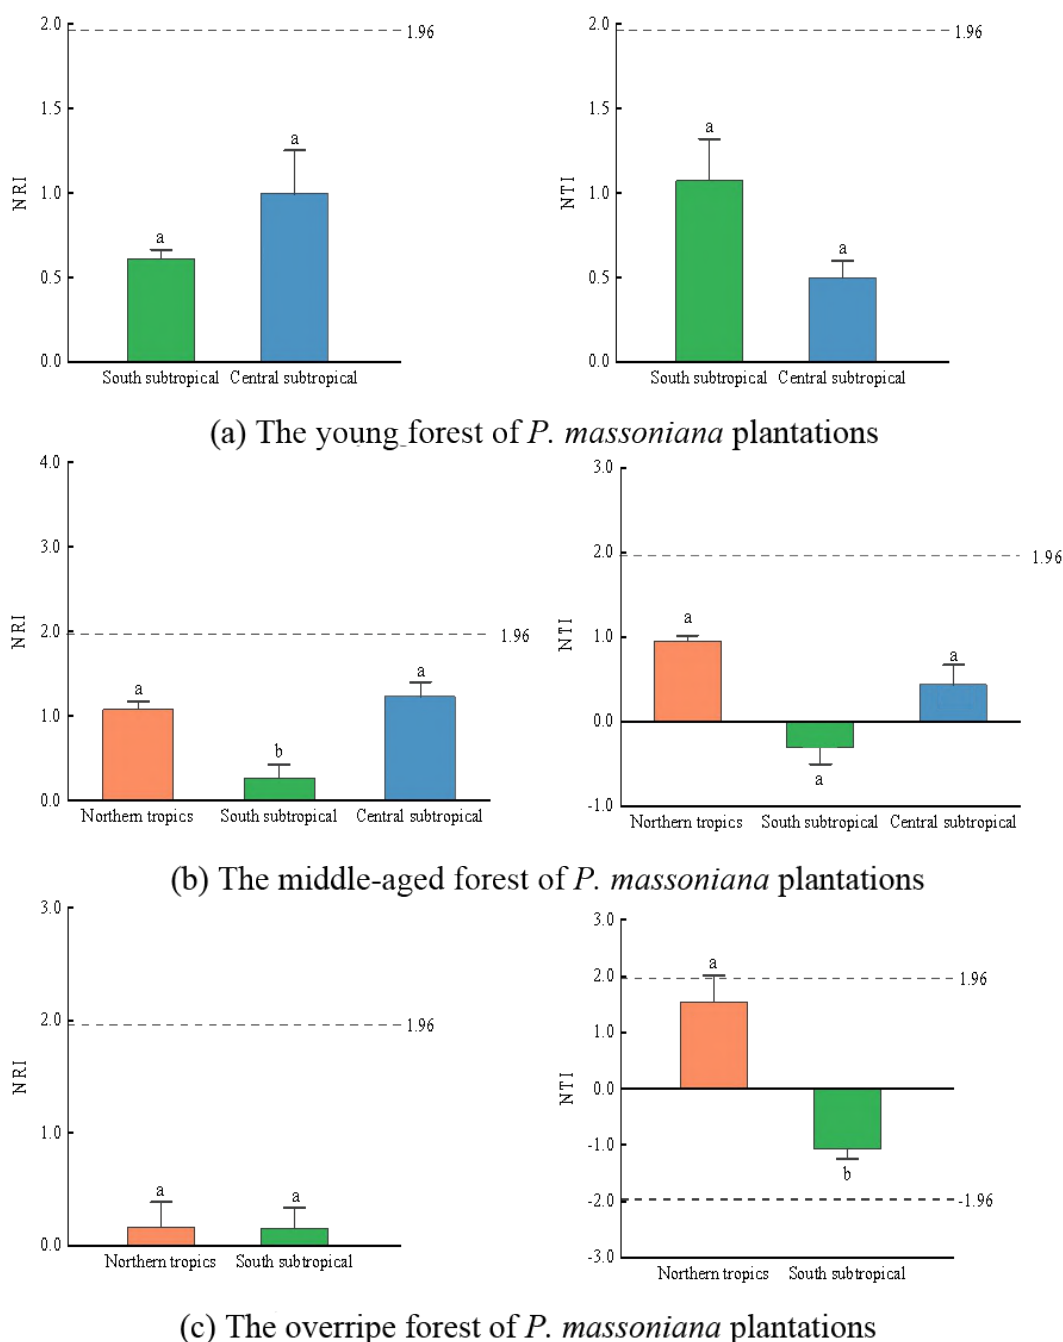 2.0
1.96
1.5
a
a
1.0
NRI
0.5
0.0
South subtropical Central subtropical
2.0
1.96
1.5
a
1.0
NTI
a
0.5
0.0
South subtropical Central subtropical
(a) The young forest of P. massoniana plantations
4.0
3.0
NRI
2.0
1.96
a
a
1.0
b
0.0
Northern tropics South subtropical Central subtropical
3.0
2.0
1.96
a
NTI
1.0
a
0.0
a
-1.0
Northern tropics South subtropical Central subtropical
(b) The middle-aged forest of P. massoniana plantations
3.0
2.0
1.96
NRI
1.0
a
a
0.0
Northern tropics South subtropical
3.0
a
2.0
1.96
1.0
NTI
0.0
-1.0
b
-2.0
-1.96
-3.0
Northern tropics South subtropical
(c) The overripe forest of P. massoniana plantations